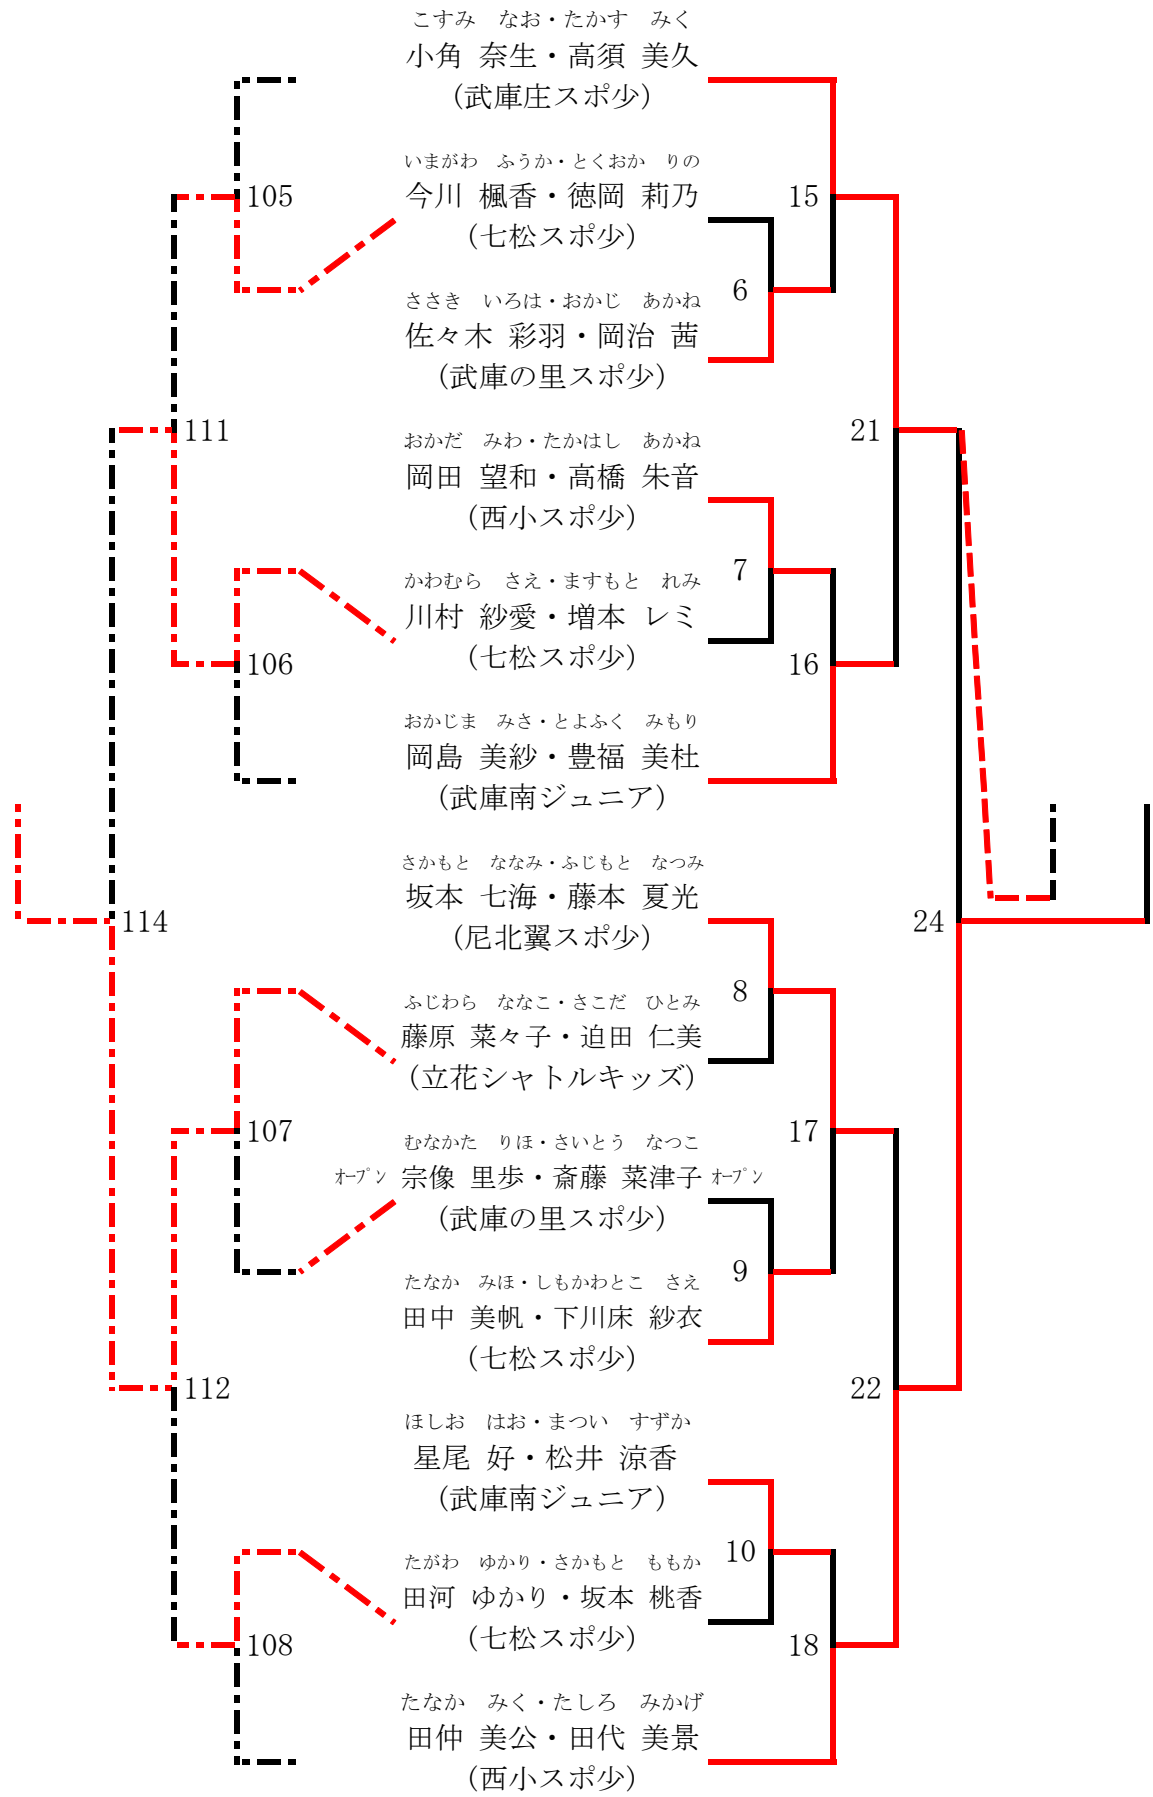 こすみ　なお・たかす　みく
小角 奈生・高須 美久
(武庫庄スポ少)
いまがわ　ふうか・とくおか　りの
105
今川 楓香・徳岡 莉乃
15
(七松スポ少)
6
ささき　いろは・おかじ　あかね
佐々木 彩羽・岡治 茜
(武庫の里スポ少)
111
おかだ　みわ・たかはし　あかね
21
岡田 望和・高橋 朱音
(西小スポ少)
7
かわむら　さえ・ますもと　れみ
川村 紗愛・増本 レミ
(七松スポ少)
106
16
おかじま　みさ・とよふく　みもり
岡島 美紗・豊福 美杜
(武庫南ジュニア)
さかもと　ななみ・ふじもと　なつみ
坂本 七海・藤本 夏光
114
24
(尼北翼スポ少)
8
ふじわら　ななこ・さこだ　ひとみ
藤原 菜々子・迫田 仁美
(立花シャトルキッズ)
107
17
むなかた　りほ・さいとう　なつこ
オープン 宗像 里歩・斎藤 菜津子 オープン
(武庫の里スポ少)
9
たなか　みほ・しもかわとこ　さえ
田中 美帆・下川床 紗衣
(七松スポ少)
112
22
ほしお　はお・まつい　すずか
星尾 好・松井 涼香
(武庫南ジュニア)
10
たがわ　ゆかり・さかもと　ももか
田河 ゆかり・坂本 桃香
(七松スポ少)
108
18
たなか　みく・たしろ　みかげ
田仲 美公・田代 美景
(西小スポ少)